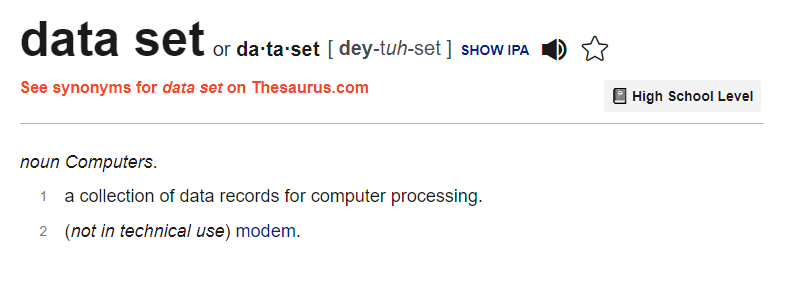 data set or da·ta·set [ dey-tuh-set ] SHOW IPA
See synonyms for data set on Thesaurus.com
High School Level
noun Computers.
1 a collection of data records for computer processing.
2 (not in technical use) modem.